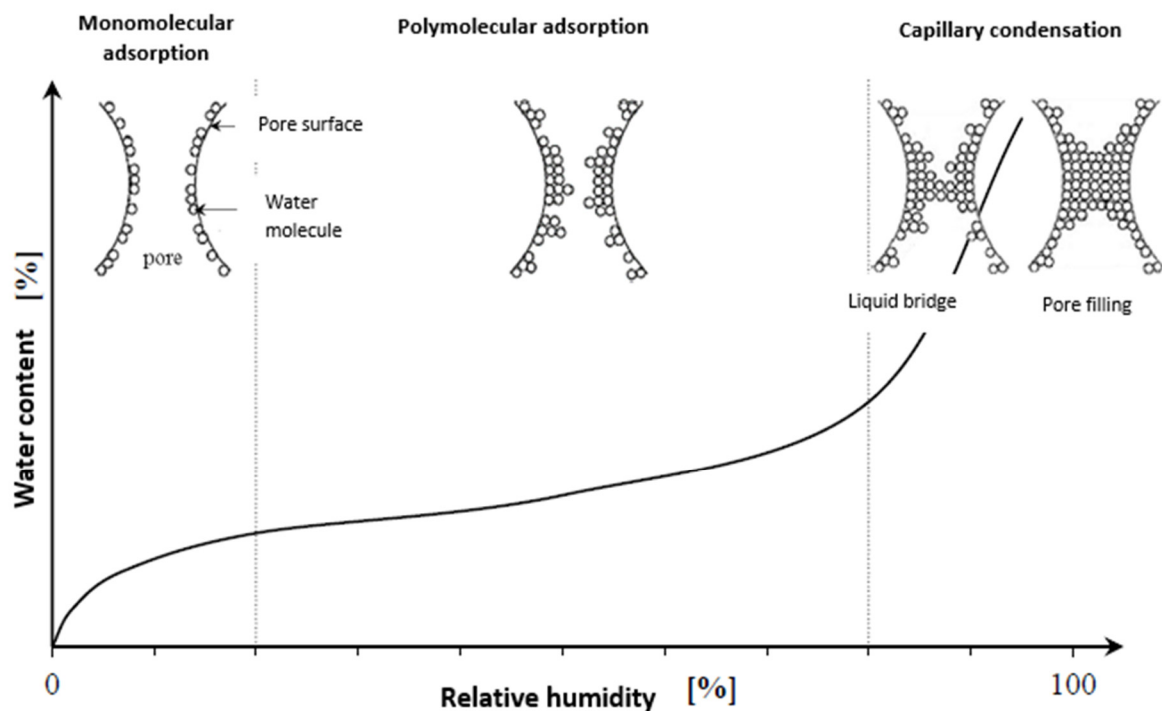 Monomolecular
adsorption
Polymolecular adsorption
Capillary condensation
Pore surface
Water
molecule
pore
Liquid bridge
Pore filling
Water content [%]
0
100
Relative humidity [%]